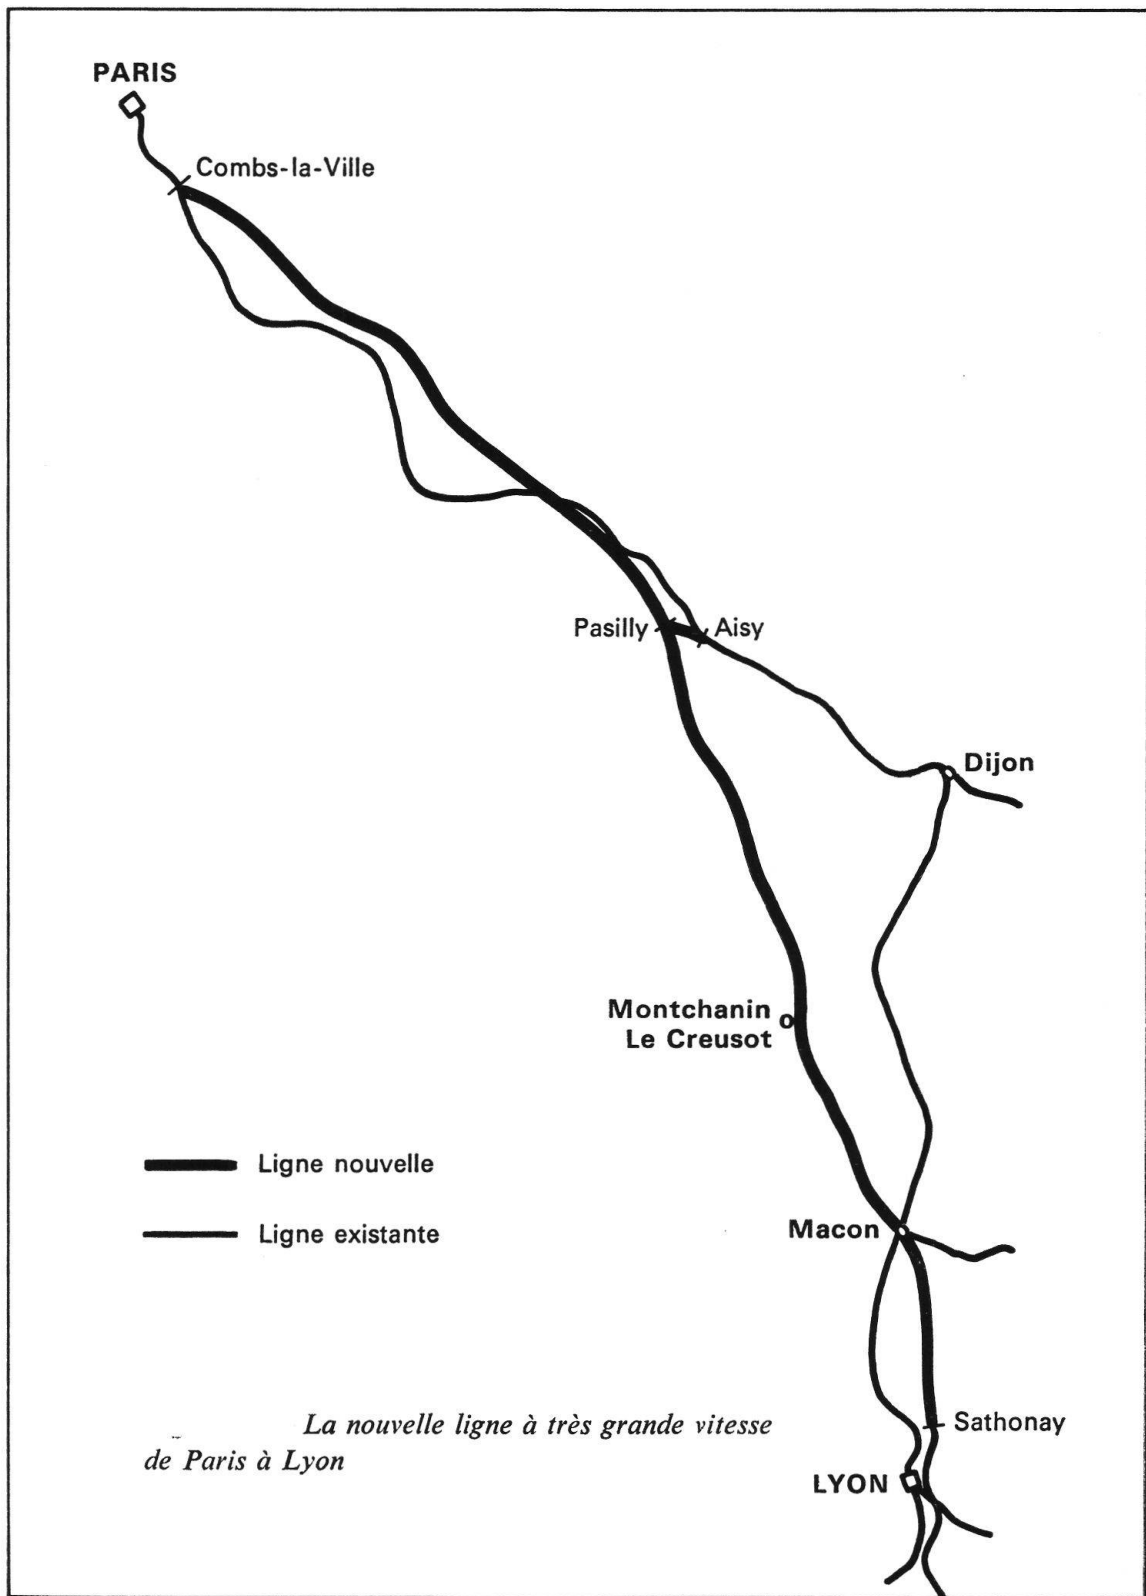 PARIS
Combs-la-Ville
Pasilly
Aisy
Dijon
Montchanin
Le Creusot
Ligne nouvelle
Ligne existante
Macon
La nouvelle ligne à très grande vitesse
de Paris à Lyon
Sathonay
LYON